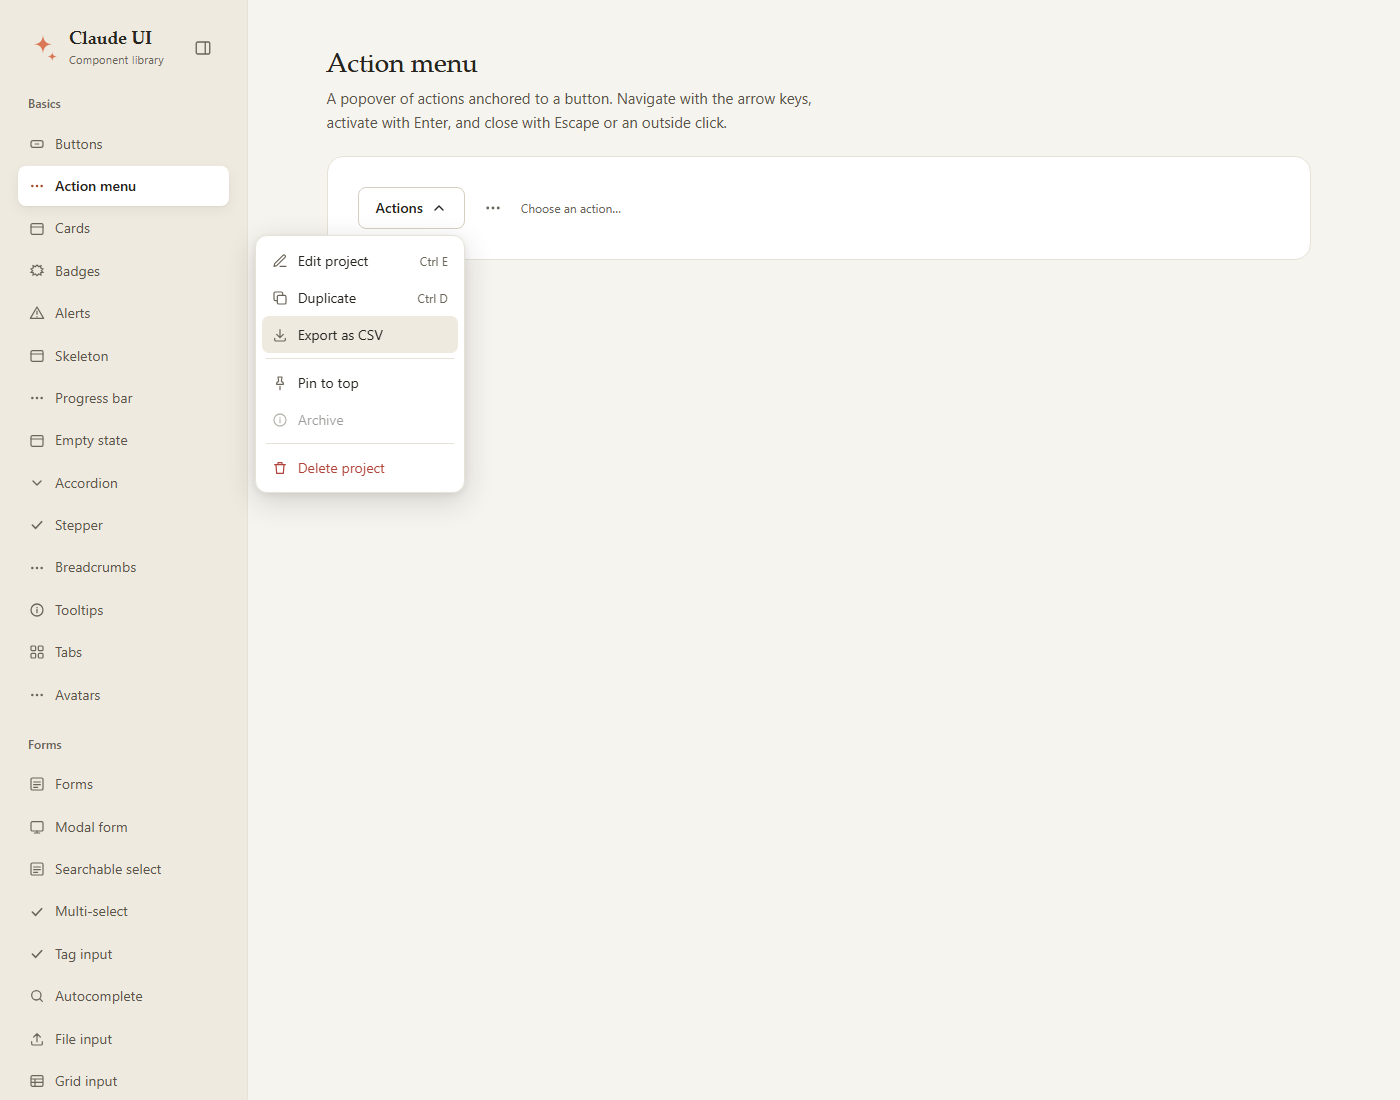 Claude UI
Component library
Basics
Buttons
Action menu
Cards
Badges
Alerts
Skeleton
Progress bar
Empty state
Accordion
Stepper
Breadcrumbs
Tooltips
Tabs
Avatars
Forms
Forms
Modal form
Searchable select
Multi-select
Tag input
Autocomplete
File input
Grid input
Action menu
A popover of actions anchored to a button. Navigate with the arrow keys,
activate with Enter, and close with Escape or an outside click.
Actions
Choose an action...
Edit project Ctrl E
Duplicate Ctrl D
Export as CSV
Pin to top
Archive
Delete project